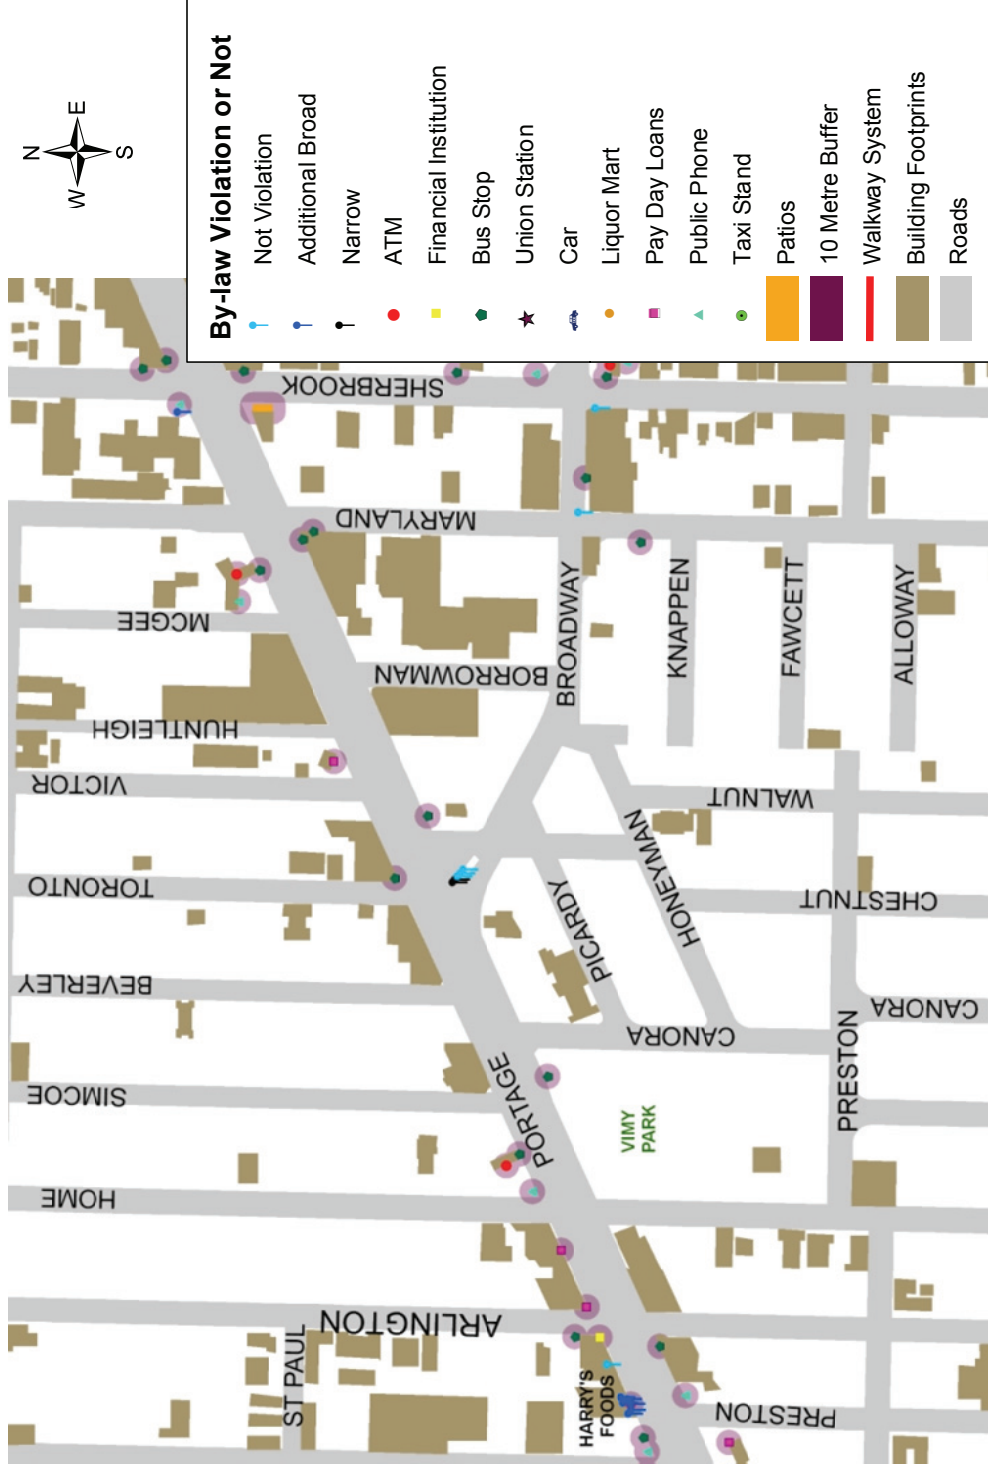 N
W
E
S
By-law Violation or Not
Not Violation
Additional Broad
Narrow
ATM
Financial Institution
Bus Stop
Union Station
Car
Liquor Mart
Pay Day Loans
Public Phone
Taxi Stand
Patios
10 Metre Buffer
Walkway System
Building Footprints
Roads
SHERBROOK
MARYLAND
MCGEE
BORROWMAN
BROADWAY
KNAPPEN
FAWCETT
ALLOWAY
HUNTLEIGH
VICTOR
WALNUT
TORONTO
HONEYMAN
PICARDY
CHESTNUT
BEVERLEY
CANORA
CANORA
PRESTON
SIMCOE
PORTAGE
VIMY
PARK
HOME
ARLINGTON
ST PAUL
HARRY'S
FOODS
PRESTON